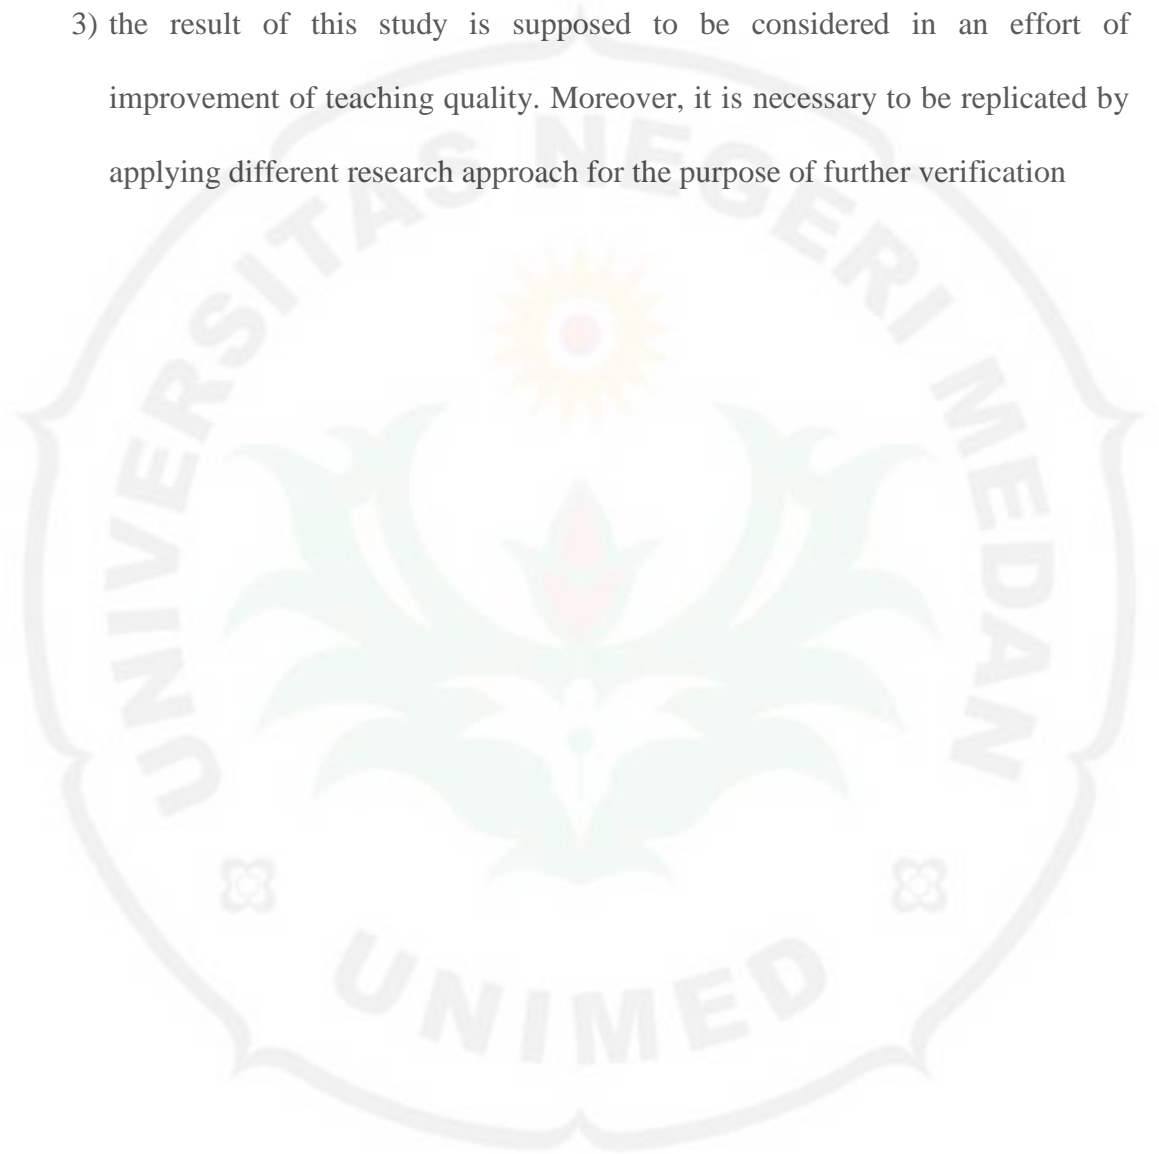 3) the result of this study is supposed to be considered in an effort of
improvement of teaching quality. Moreover, it is necessary to be replicated by
applying different research approach for the purpose of further verification
UNIVERSITAS NEGERI MEDAN
UNIMED